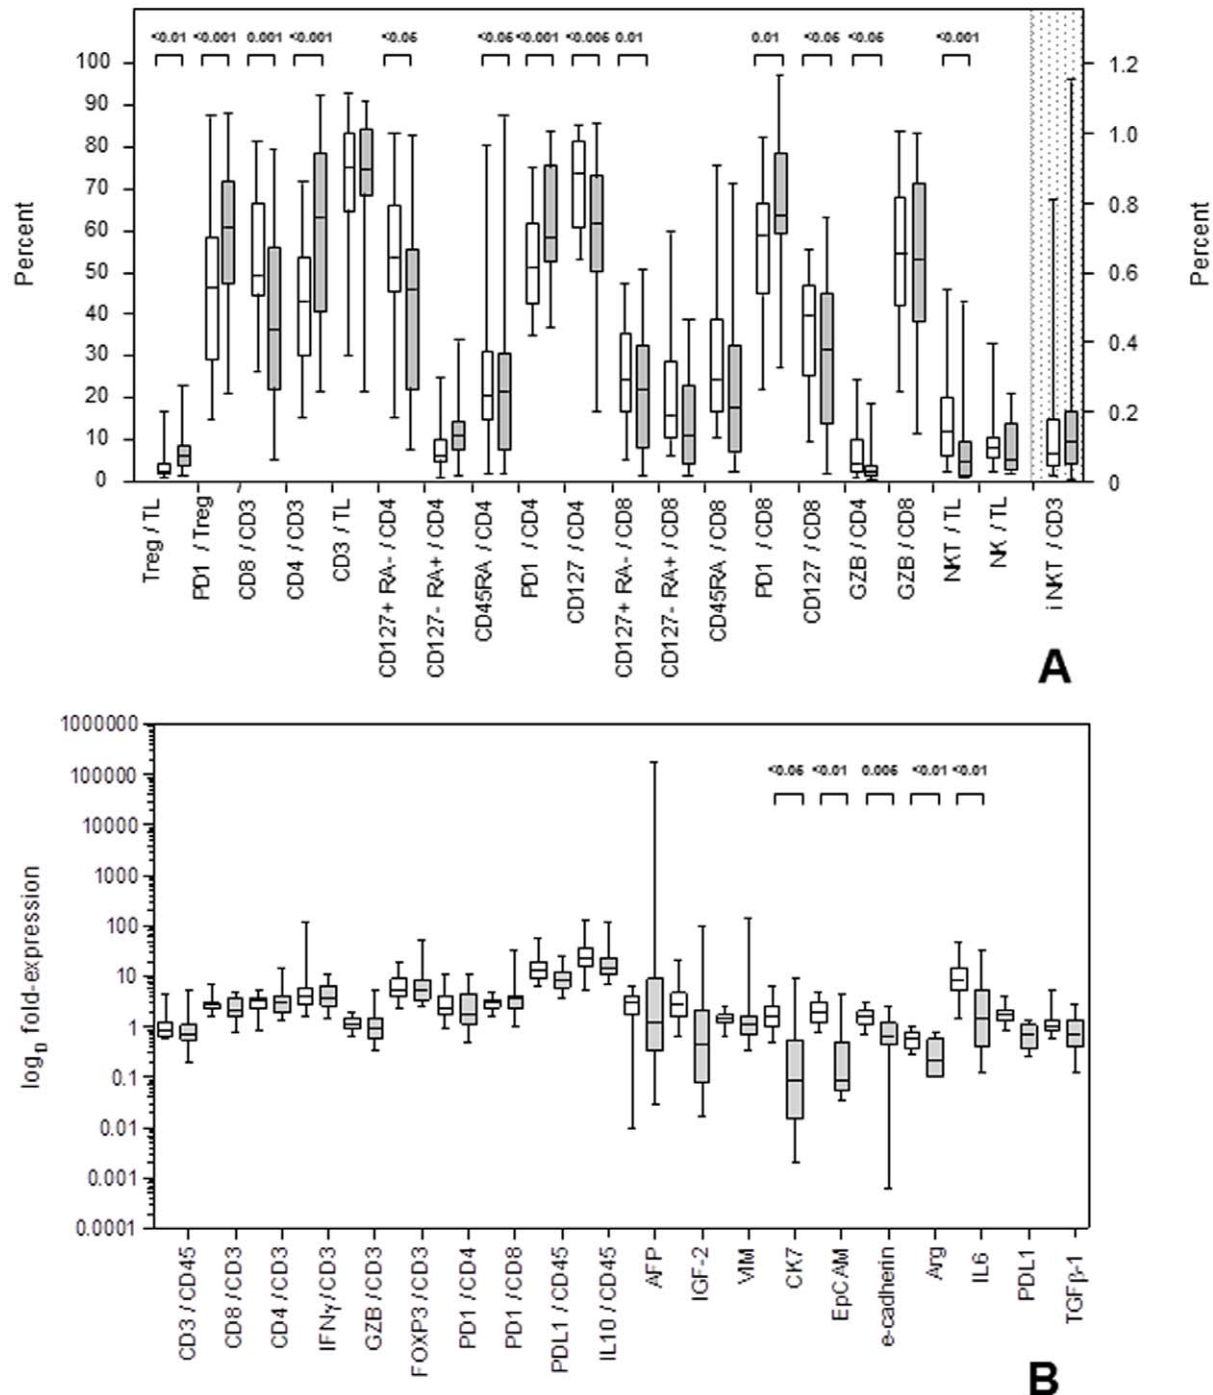 <0.01 <0.001 0.001 <0.001 <0.05 <0.05 <0.001 <0.005 0.01 0.01 <0.05 <0.05 <0.001
100
90
80
70
60
50
40
30
20
10
0
Percent
1.2
1.0
0.8
0.6
0.4
0.2
0
Percent
Treg / TL
PD1 / Treg
CD8 / CD3
CD4 / CD3
CD3 / TL
CD127+ RA- / CD4
CD127- RA+ / CD4
CD45RA / CD4
PD1 / CD4
CD127 / CD4
CD127+ RA- / CD8
CD127- RA+ / CD8
CD45RA / CD8
PD1 / CD8
CD127 / CD8
GZB / CD4
GZB / CD8
NKT / TL
NK / TL
iNKT / CD3
A
1000000
100000
10000
1000
100
10
1
0.1
0.01
0.001
0.0001
log n fold-expression
<0.05 <0.01 0.005 <0.01 <0.01
CD3 / CD45
CD8 / CD3
CD4 / CD3
IFNγ / CD3
GZB / CD3
FOXP3 / CD3
PD1 / CD4
PD1 / CD8
PDL1 / CD45
IL10 / CD45
AFP
IGF-2
VIM
CK7
EpCAM
e-cadherin
Arg
IL6
PDL1
TGFβ-1
B